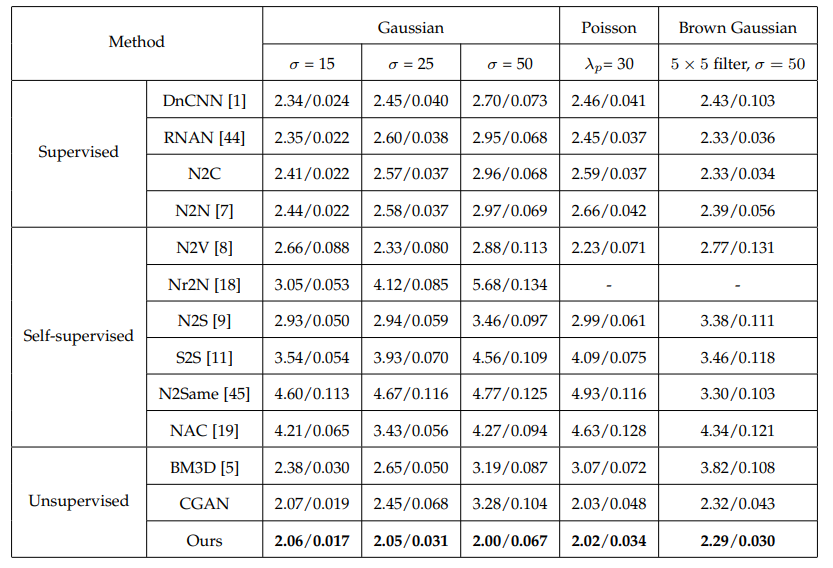 Method Gaussian Poisson Brown Gaussian
σ = 15 σ = 25 σ = 50 λp= 30 5 × 5 filter, σ = 50
Supervised
DnCNN [1] 2.34/0.024 2.45/0.040 2.70/0.073 2.46/0.041 2.43/0.103
RNAN [44] 2.35/0.022 2.60/0.038 2.95/0.068 2.45/0.037 2.33/0.036
N2C 2.41/0.022 2.57/0.037 2.96/0.068 2.59/0.037 2.33/0.034
N2N [7] 2.44/0.022 2.58/0.037 2.97/0.069 2.66/0.042 2.39/0.056
Self-supervised
N2V [8] 2.66/0.088 2.33/0.080 2.88/0.113 2.23/0.071 2.77/0.131
Nr2N [18] 3.05/0.053 4.12/0.085 5.68/0.134 - -
N2S [9] 2.93/0.050 2.94/0.059 3.46/0.097 2.99/0.061 3.38/0.111
S2S [11] 3.54/0.054 3.93/0.070 4.56/0.109 4.09/0.075 3.46/0.118
N2Same [45] 4.60/0.113 4.67/0.116 4.77/0.125 4.93/0.116 3.30/0.103
NAC [19] 4.21/0.065 3.43/0.056 4.27/0.094 4.63/0.128 4.34/0.121
Unsupervised
BM3D [5] 2.38/0.030 2.65/0.050 3.19/0.087 3.07/0.072 3.82/0.108
CGAN 2.07/0.019 2.45/0.068 3.28/0.104 2.03/0.048 2.32/0.043
Ours 2.06/0.017 2.05/0.031 2.00/0.067 2.02/0.034 2.29/0.030